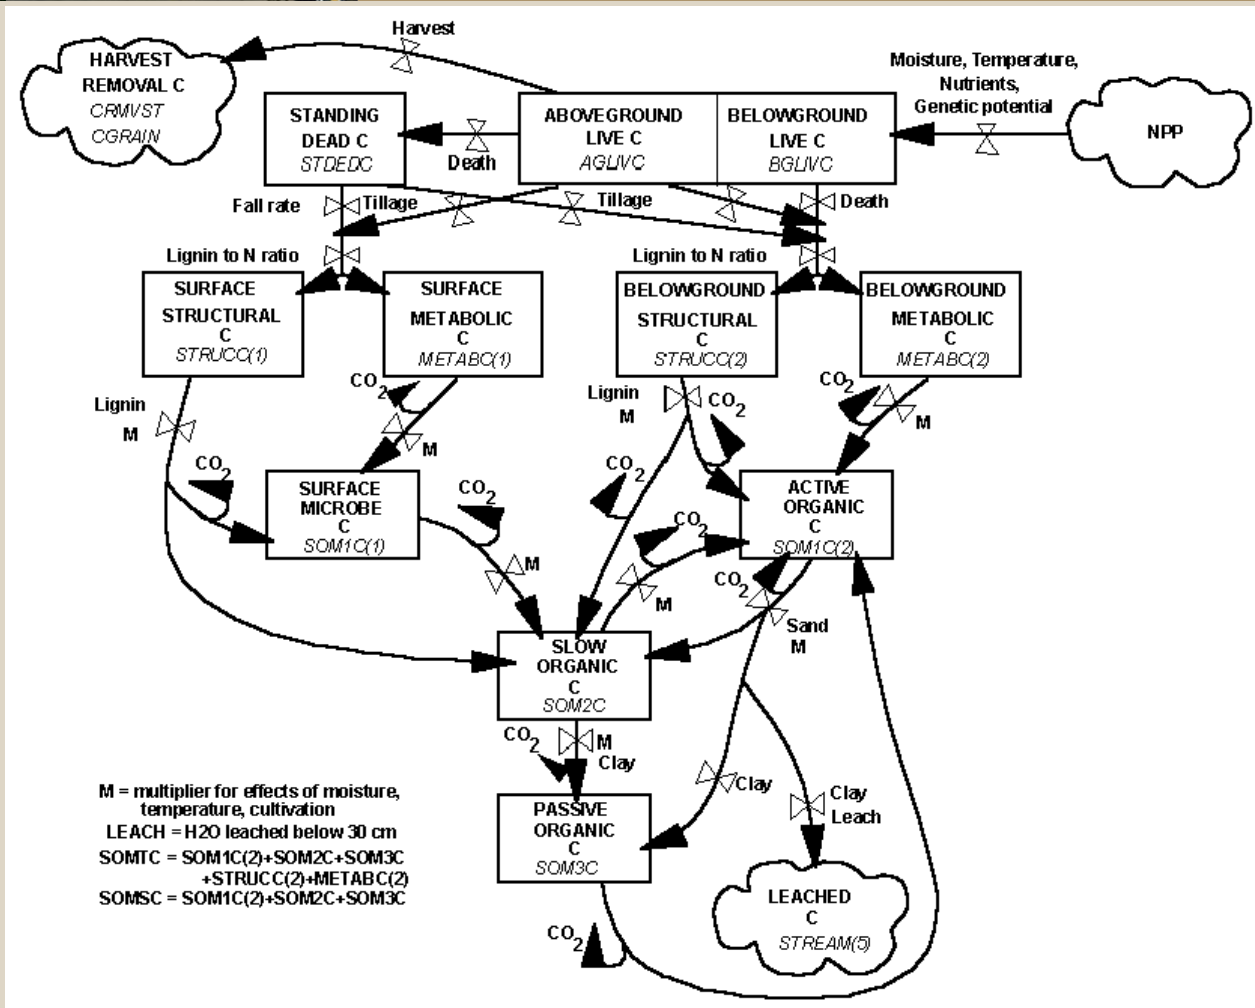 Harvest
HARVEST
REMOVAL C
CRMVST
CGRAIN
Moisture, Temperature,
Nutrients,
Genetic potential
NPP
STANDING
DEAD C
STDEDC
Death
ABOVEGROUND
LIVE C
AGLIVC
BELOWGROUND
LIVE C
BGLIVC
Fall rate
Tillage
Tillage
Death
Lignin to N ratio
Lignin to N ratio
SURFACE
STRUCTURAL
C
STRUCC(1)
SURFACE
METABOLIC
C
METABC(1)
BELOWGROUND
STRUCTURAL
C
STRUCC(2)
BELOWGROUND
METABOLIC
C
METABC(2)
Lignin
M
CO2
M
Lignin
M
CO2
CO2
M
CO2
SURFACE
MICROBE
C
SOM1C(1)
CO2
M
CO2
CO2
M
ACTIVE
ORGANIC
C
SOM1C(2)
CO2
Sand
M
SLOW
ORGANIC
C
SOM2C
CO2
M
Clay
Clay
Clay
Leach
PASSIVE
ORGANIC
C
SOM3C
CO2
LEACHED
C
STREAM(5)
M = multiplier for effects of moisture,
temperature, cultivation
LEACH = H2O leached below 30 cm
SOMTC = SOM1C(2)+SOM2C+SOM3C
+STRUCC(2)+METABC(2)
SOMSC = SOM1C(2)+SOM2C+SOM3C